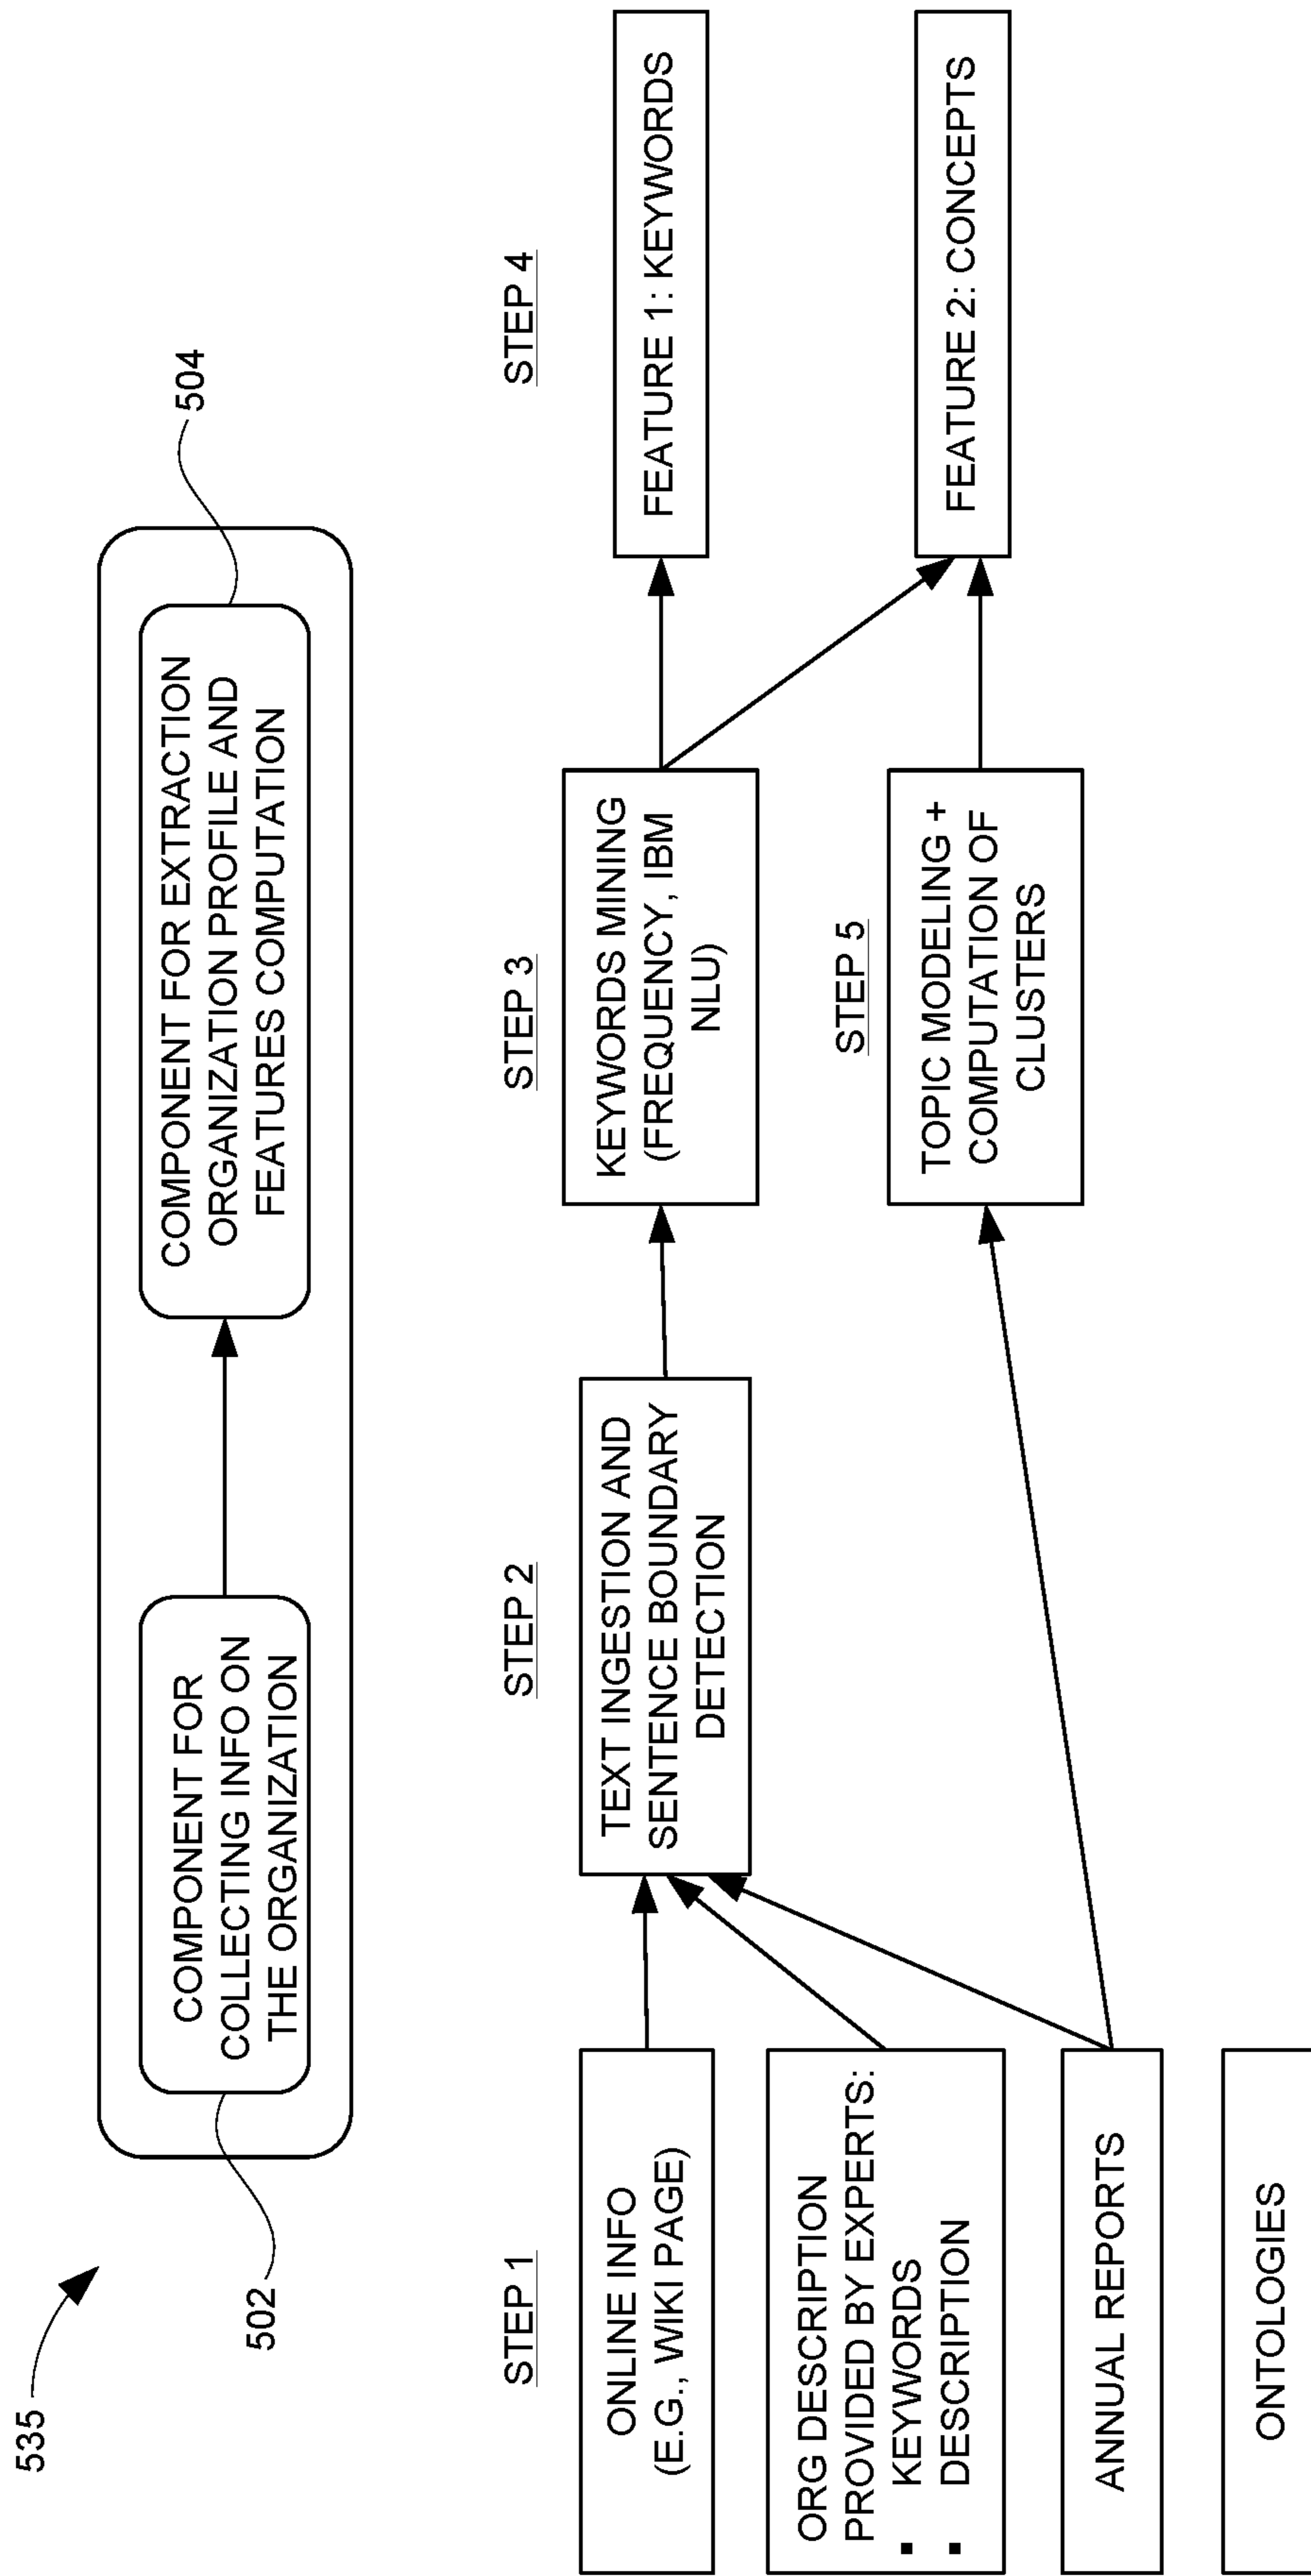 535
502
COMPONENT FOR
COLLECTING INFO ON
THE ORGANIZATION
COMPONENT FOR EXTRACTION
ORGANIZATION PROFILE AND
FEATURES COMPUTATION
504
STEP 1
ONLINE INFO
(E.G., WIKI PAGE)
ORG DESCRIPTION
PROVIDED BY EXPERTS:
▪ KEYWORDS
▪ DESCRIPTION
ANNUAL REPORTS
ONTOLOGIES
STEP 2
TEXT INGESTION AND
SENTENCE BOUNDARY
DETECTION
STEP 3
KEYWORDS MINING
(FREQUENCY, IBM
NLU)
STEP 5
TOPIC MODELING +
COMPUTATION OF
CLUSTERS
STEP 4
FEATURE 1: KEYWORDS
FEATURE 2: CONCEPTS